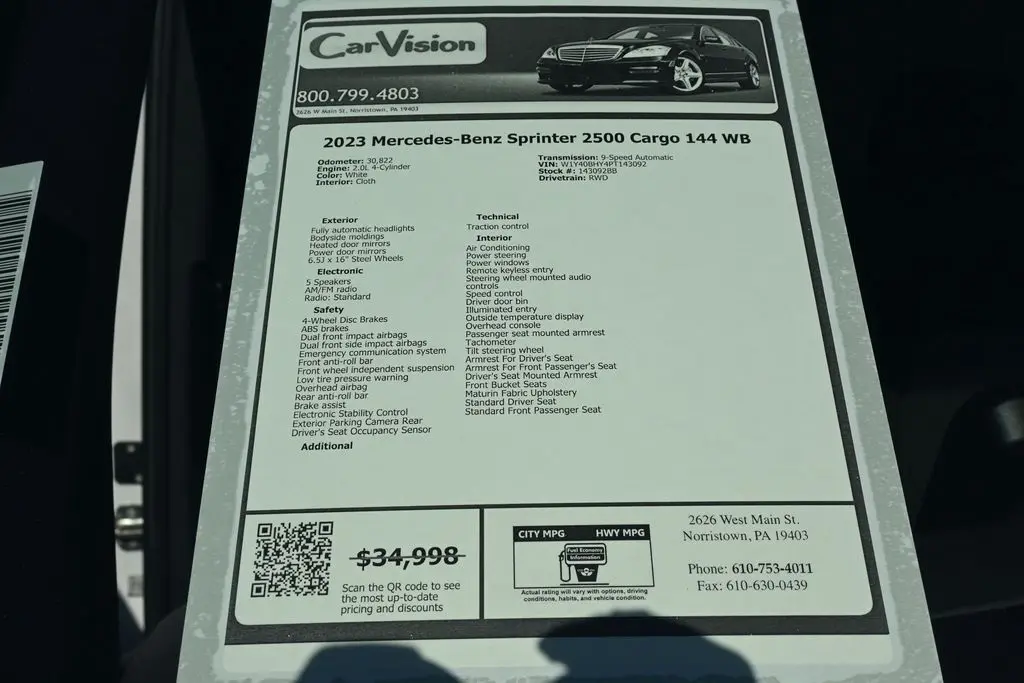 CarVision
800.799.4803
2626 W Main St, Norristown, PA 19403
2023 Mercedes-Benz Sprinter 2500 Cargo 144 WB
Odometer: 30,822
Engine: 2.0L 4-Cylinder
Color: White
Interior: Cloth
Transmission: 9-Speed Automatic
VIN: W1Y40BHY4PT143092
Stock #: 143092BB
Drivetrain: RWD
Exterior
Fully automatic headlights
Bodyside moldings
Heated door mirrors
Power door mirrors
6.5J x 16" Steel Wheels
Electronic
5 Speakers
AM/FM radio
Radio: Standard
Safety
4-Wheel Disc Brakes
ABS brakes
Dual front impact airbags
Dual front side impact airbags
Emergency communication system
Front anti-roll bar
Front wheel independent suspension
Low tire pressure warning
Overhead airbag
Rear anti-roll bar
Brake assist
Electronic Stability Control
Exterior Parking Camera Rear
Driver's Seat Occupancy Sensor
Additional
Technical
Traction control
Interior
Air Conditioning
Power steering
Power windows
Remote keyless entry
Steering wheel mounted audio
controls
Speed control
Driver door bin
Illuminated entry
Outside temperature display
Overhead console
Passenger seat mounted armrest
Tachometer
Tilt steering wheel
Armrest For Driver's Seat
Armrest For Front Passenger's Seat
Driver's Seat Mounted Armrest
Front Bucket Seats
Maturin Fabric Upholstery
Standard Driver Seat
Standard Front Passenger Seat
$34,998
Scan the QR code to see
the most up-to-date
pricing and discounts
CITY MPG HWY MPG
Fuel Economy
Information
Actual rating will vary with options, driving
conditions, habits, and vehicle condition.
2626 West Main St.
Norristown, PA 19403
Phone: 610-753-4011
Fax: 610-630-0439